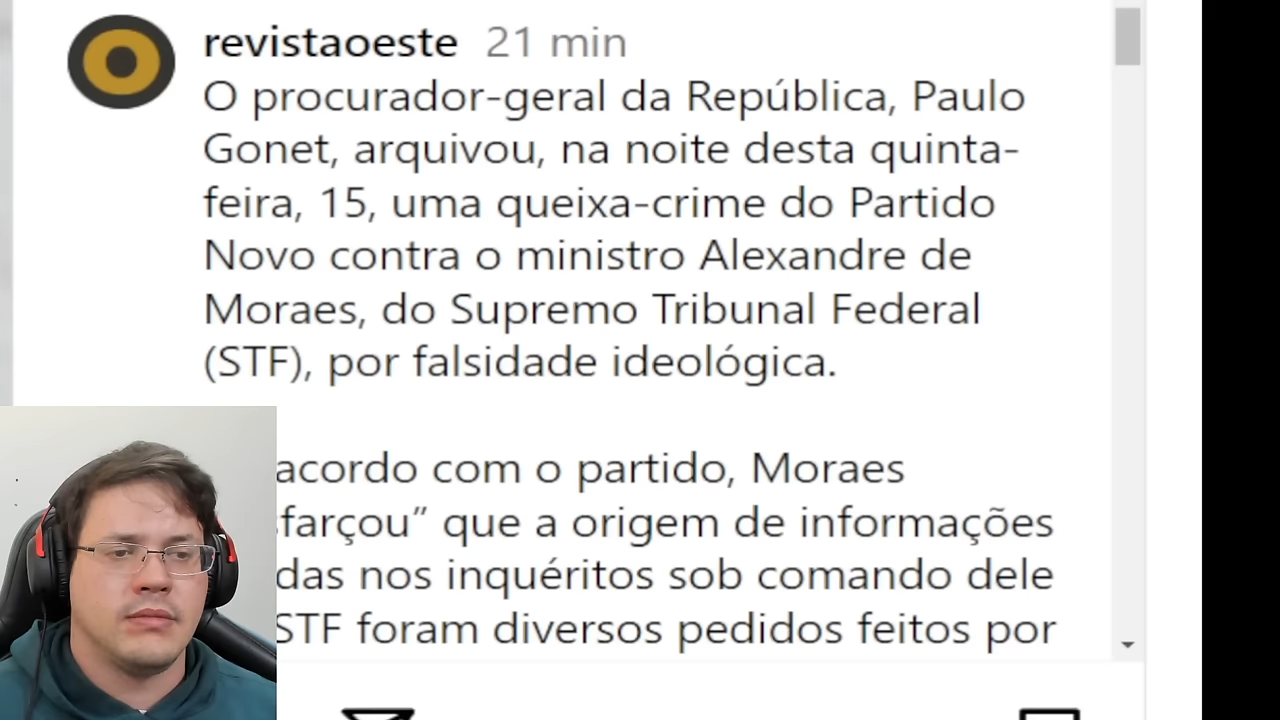 revistaoeste 21 min
O procurador-geral da República, Paulo
Gonet, arquivou, na noite desta quinta-
feira, 15, uma queixa-crime do Partido
Novo contra o ministro Alexandre de
Moraes, do Supremo Tribunal Federal
(STF), por falsidade ideológica.
acordo com o partido, Moraes
sfarçou” que a origem de informações
das nos inquéritos sob comando dele
STF foram diversos pedidos feitos por